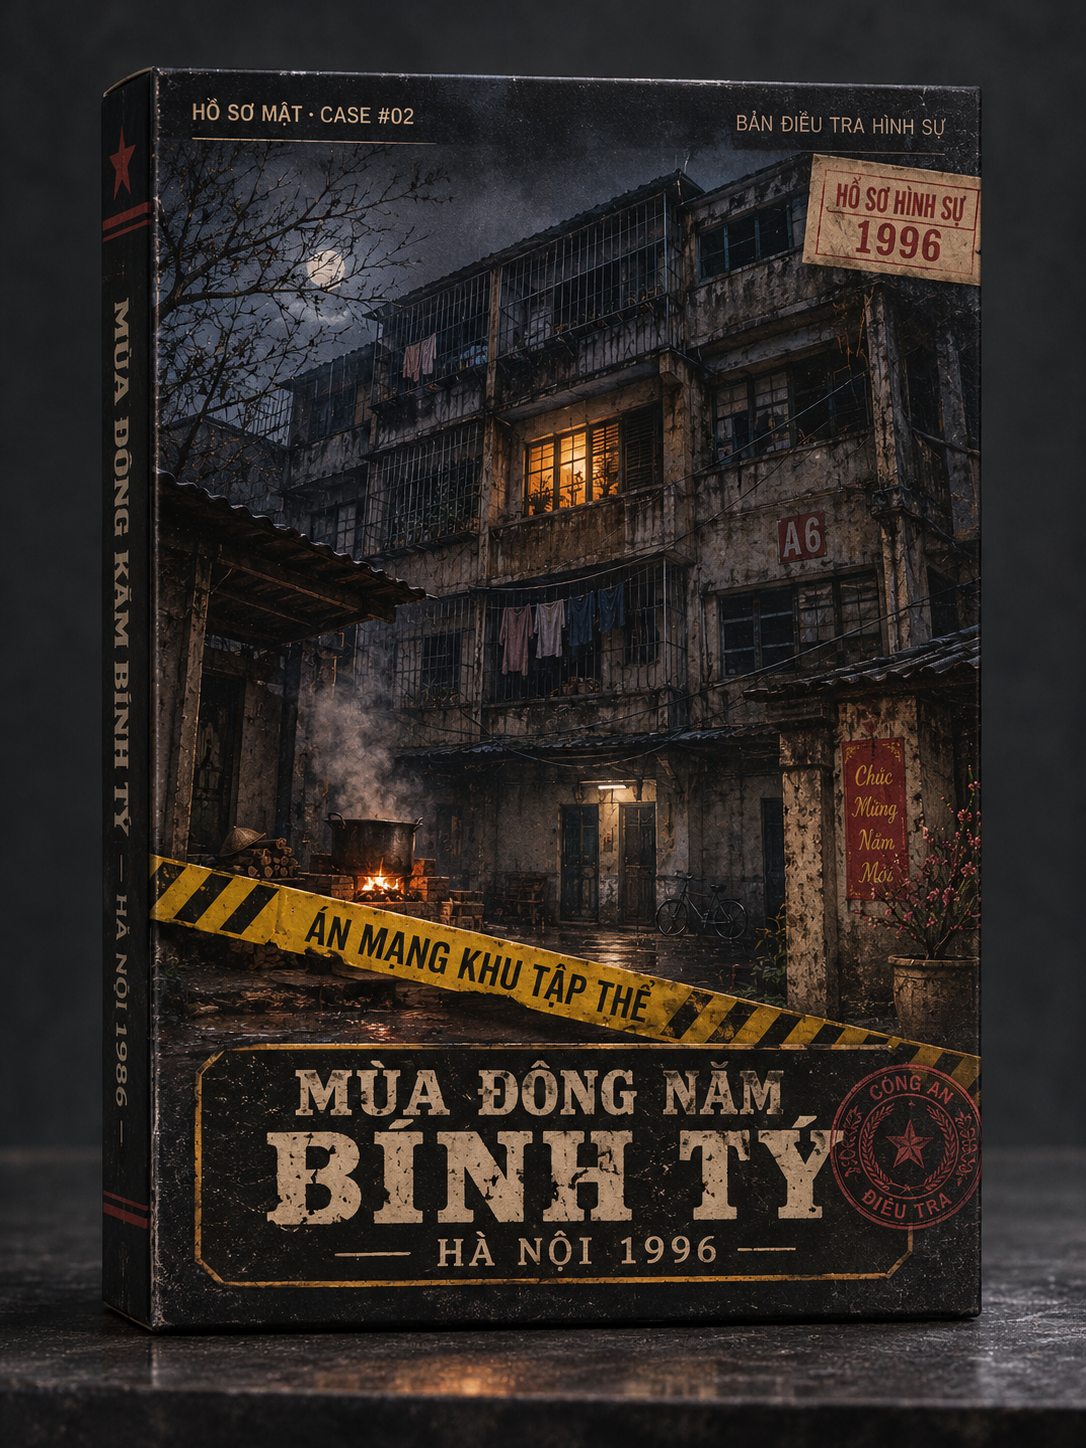 HỒ SƠ MẬT · CASE #02
BẢN ĐIỀU TRA HÌNH SỰ
HỒ SƠ HÌNH SỰ
1996
A6
Chúc
Mừng
Năm
Mới
ÁN MẠNG KHU TẬP THỂ
MÙA ĐÔNG NĂM
BÍNH TÝ
HÀ NỘI 1996
CÔNG AN
ĐIỀU TRA
MÙA ĐÔNG KĂM BÍNH TÝ — HÀ NỘI 1986 —